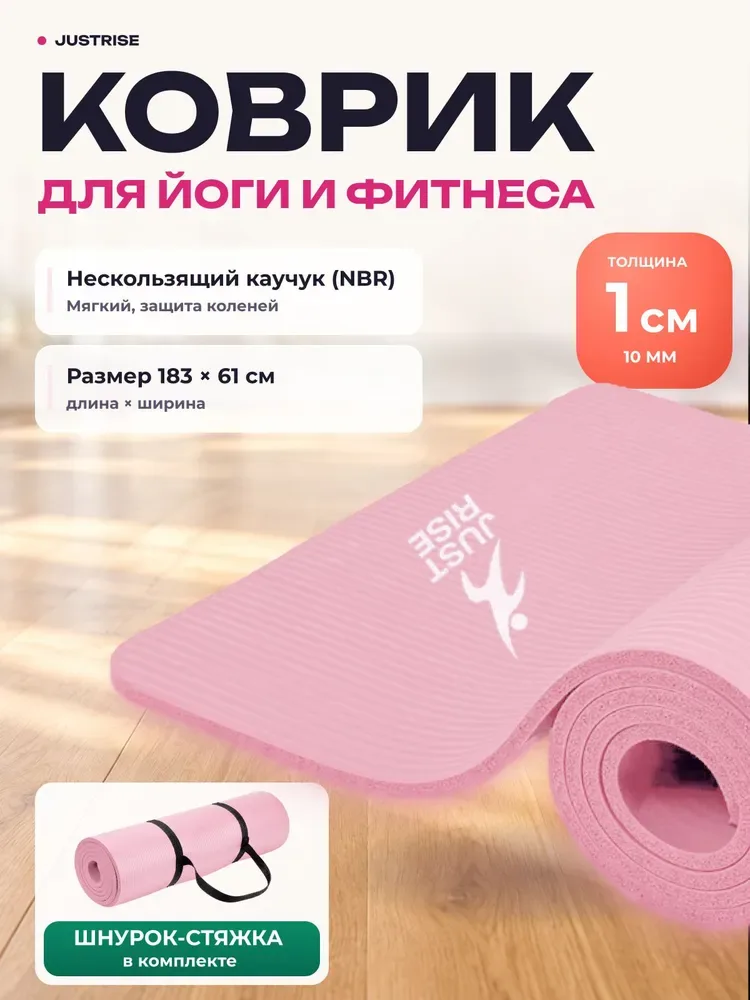 JUSTRISE
КОВРИК
ДЛЯ ЙОГИ И ФИТНЕСА
Нескользящий каучук (NBR)
Мягкий, защита коленей
Размер 183 × 61 см
длина × ширина
ТОЛЩИНА
1 см
10 ММ
JUST
RISE
ШНУРОК-СТЯЖКА
в комплекте